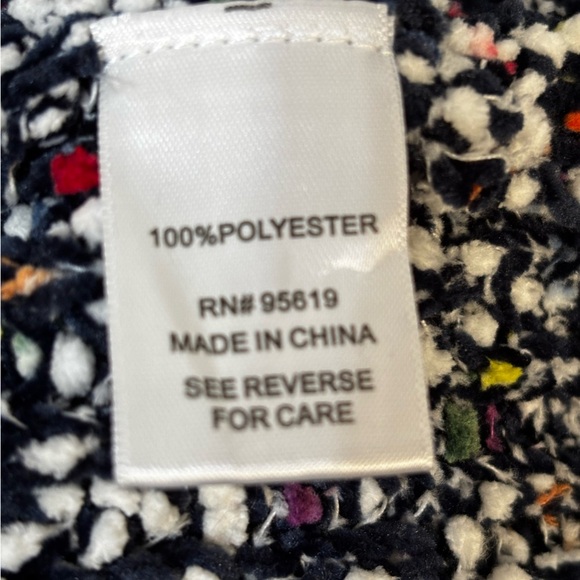 100%POLYESTER
RN# 95619
MADE IN CHINA
SEE REVERSE
FOR CARE